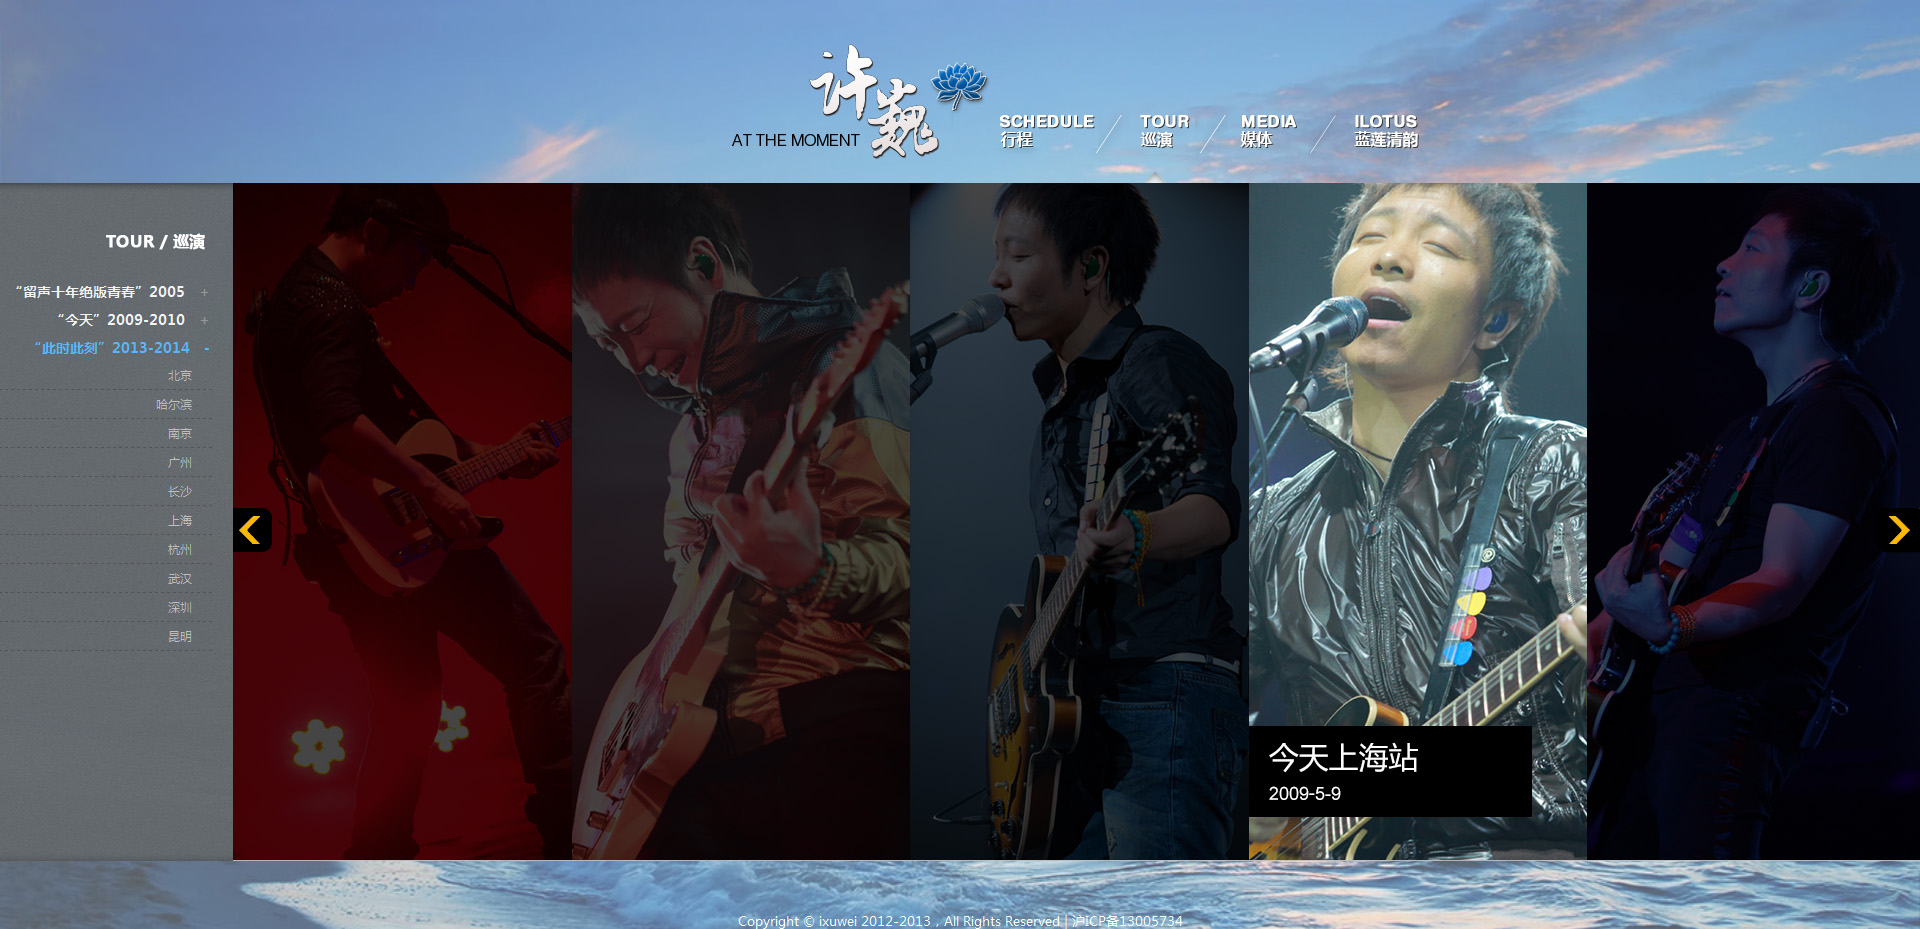 许巍
AT THE MOMENT
SCHEDULE
行程
TOUR
巡演
MEDIA
媒体
ILOTUS
蓝莲清韵
TOUR / 巡演
“留声十年绝版青春” 2005 +
“今天” 2009-2010 +
“此时此刻” 2013-2014 -
北京
哈尔滨
南京
广州
长沙
上海
杭州
武汉
深圳
昆明
今天上海站
2009-5-9
Copyright © ixuwei 2012-2013 , All Rights Reserved | 沪ICP备13005734